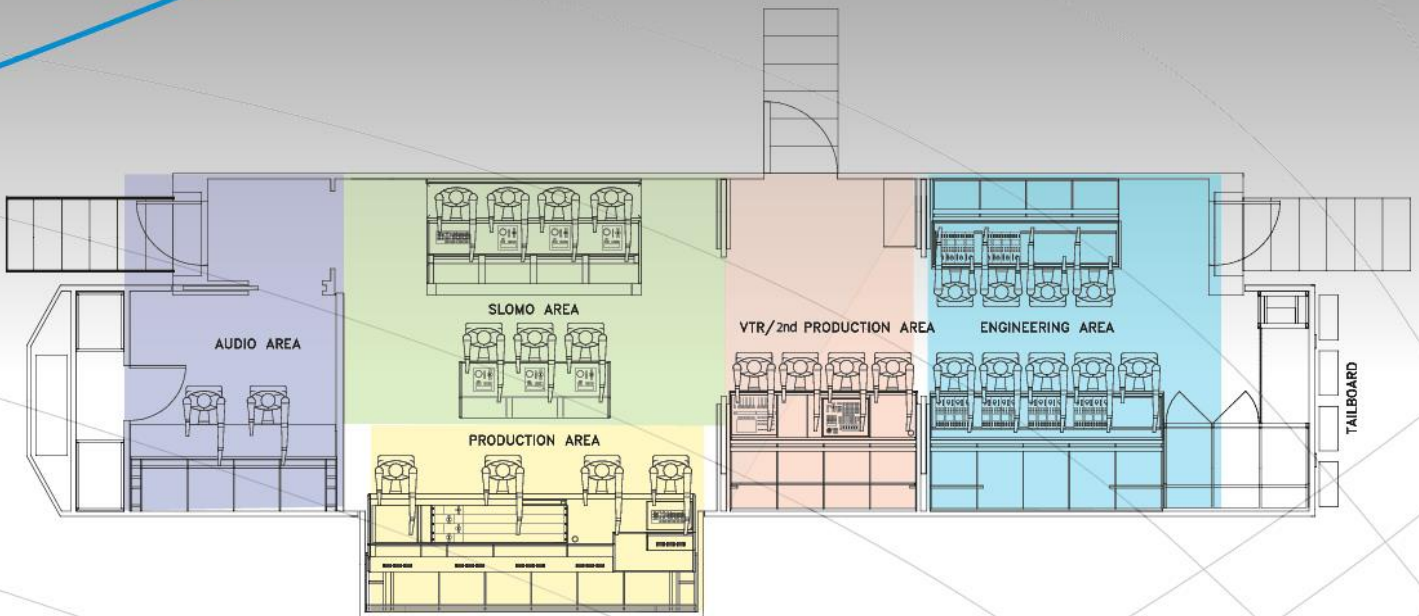 SLOMO AREA
AUDIO AREA
VTR/2nd PRODUCTION AREA
ENGINEERING AREA
PRODUCTION AREA
TAILBOARD